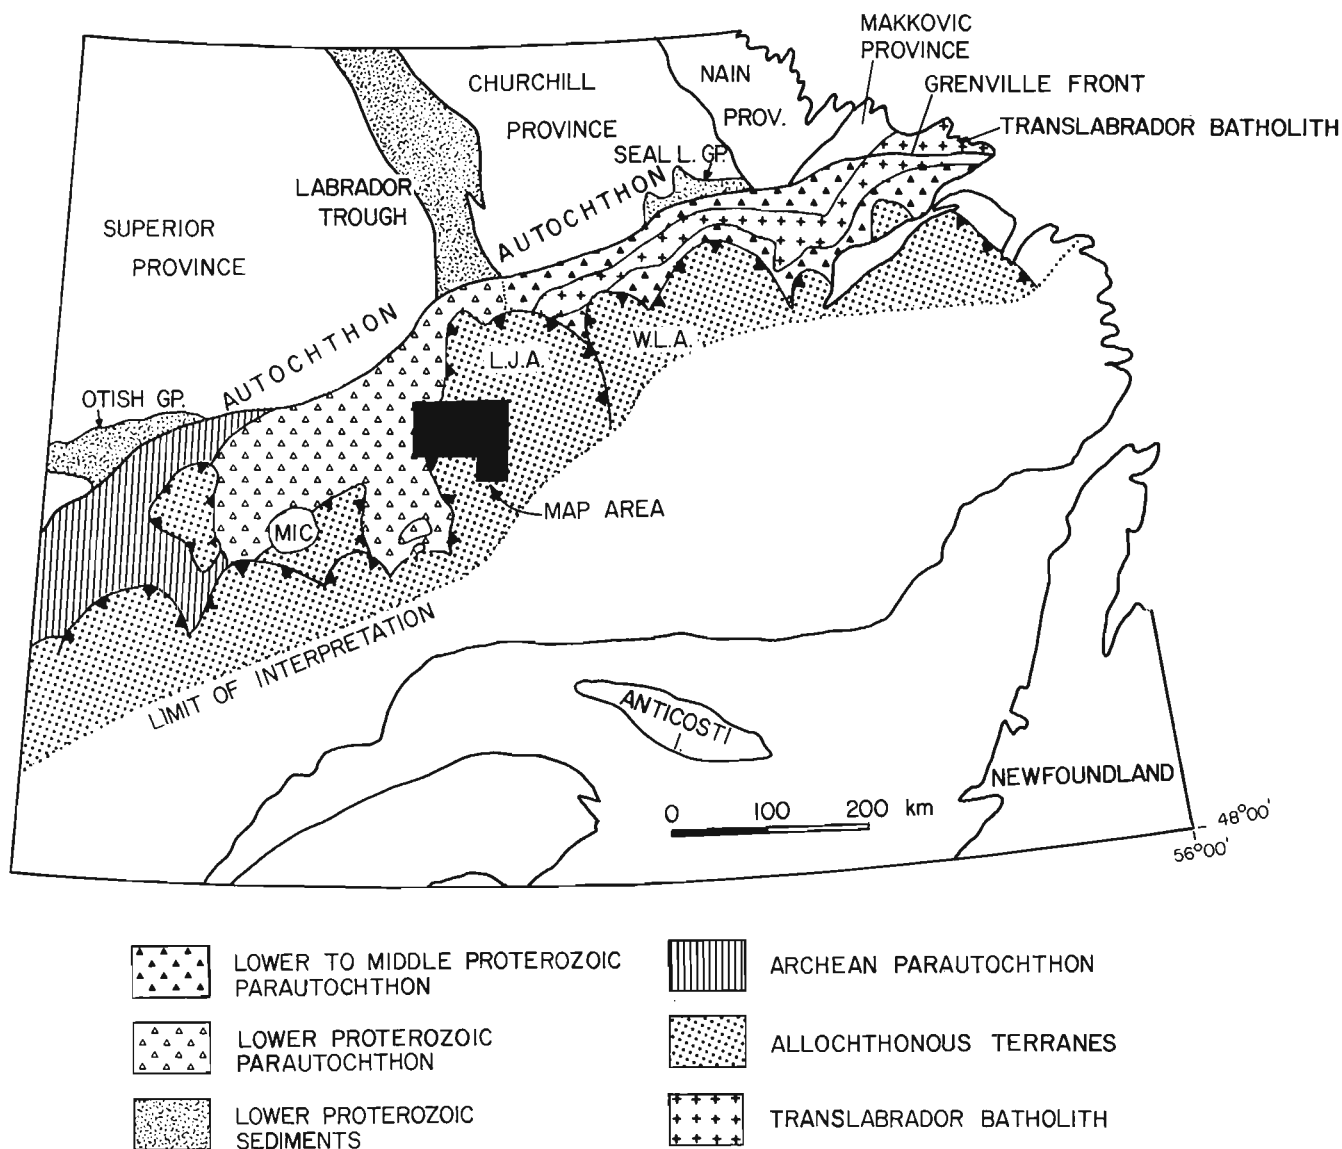 MAKKOVIC
PROVINCE
GRENVILLE FRONT
TRANSLABRADOR BATHOLITH
NAIN
PROV.
CHURCHILL
PROVINCE
SEAL L. GP.
LABRADOR
TROUGH
AUTOCHTHON
SUPERIOR
PROVINCE
AUTOCHTHON
OTISH GP.
L.J.A.
W.L.A.
MAP AREA
MIC
LIMIT OF INTERPRETATION
ANTICOSTI
I.
NEWFOUNDLAND
0 100 200 km
48°00'
56°00'
LOWER TO MIDDLE PROTEROZOIC
PARAUTOCHTHON
LOWER PROTEROZOIC
PARAUTOCHTHON
LOWER PROTEROZOIC
SEDIMENTS
ARCHEAN PARAUTOCHTHON
ALLOCHTHONOUS TERRANES
TRANSLABRADOR BATHOLITH